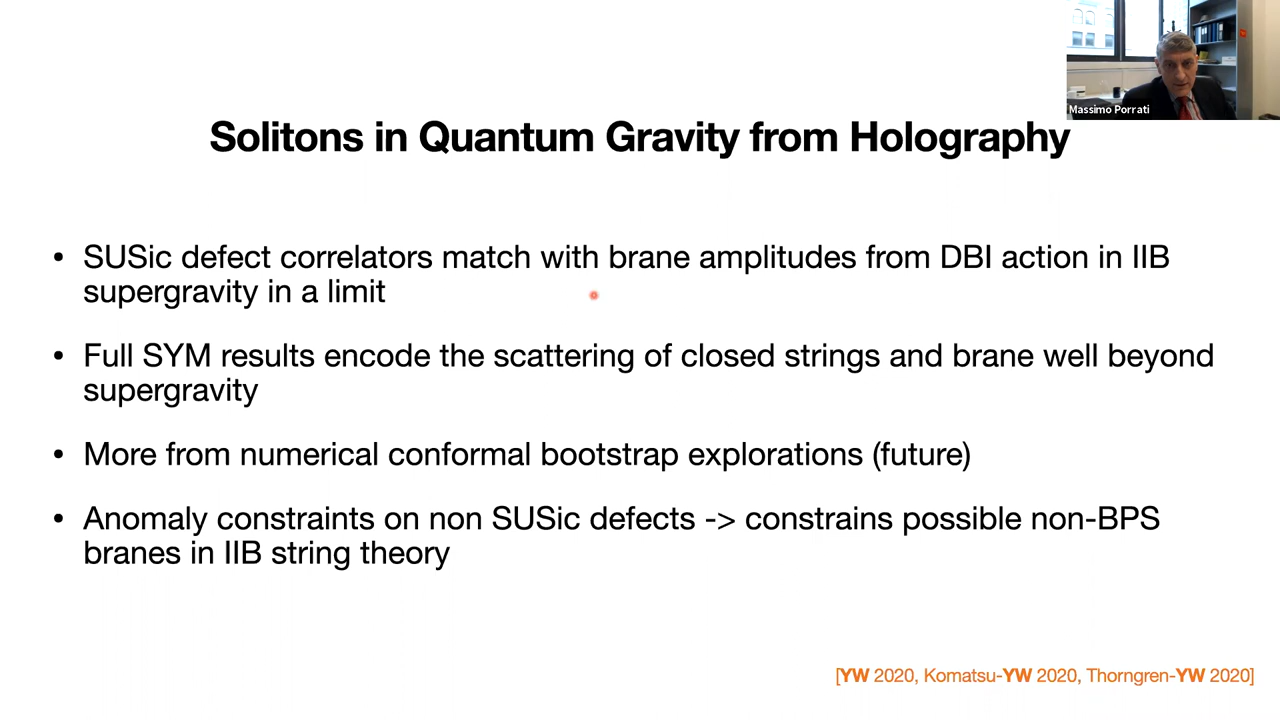 Massimo Porrati
Solitons in Quantum Gravity from Holography
• SUSic defect correlators match with brane amplitudes from DBI action in IIB
supergravity in a limit
• Full SYM results encode the scattering of closed strings and brane well beyond
supergravity
• More from numerical conformal bootstrap explorations (future)
• Anomaly constraints on non SUSic defects -> constrains possible non-BPS
branes in IIB string theory
[YW 2020, Komatsu-YW 2020, Thorngren-YW 2020]